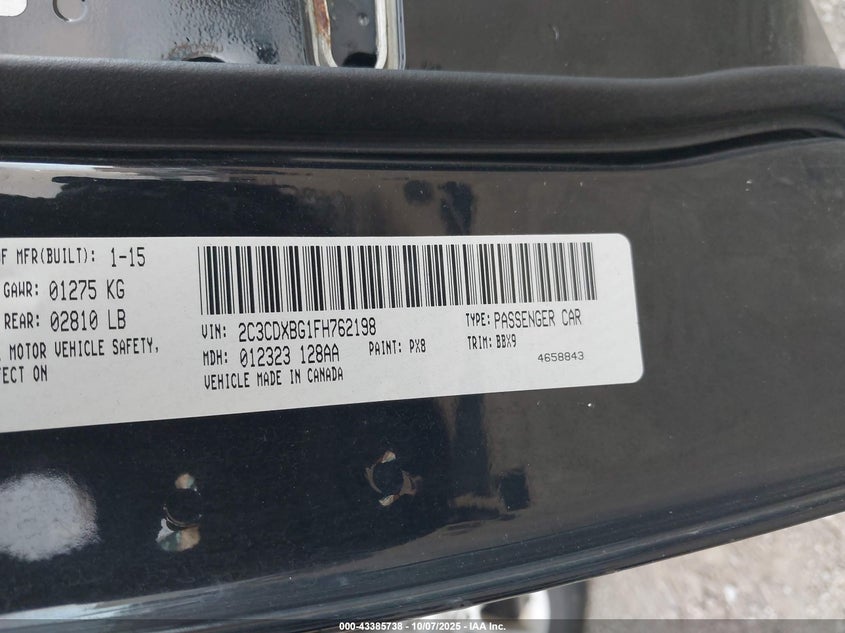 F MFR(BUILT): 1-15
GAWR: 01275 KG
REAR: 02810 LB
MOTOR VEHICLE SAFETY,
FECT ON
VIN: 2C3CDXBG1FH762198
TYPE: PASSENGER CAR
MDH: 012323 128AA
PAINT: PX8
TRIM: BBX9
VEHICLE MADE IN CANADA
4658843
000-43385738 - 10/07/2025 - IAA Inc.